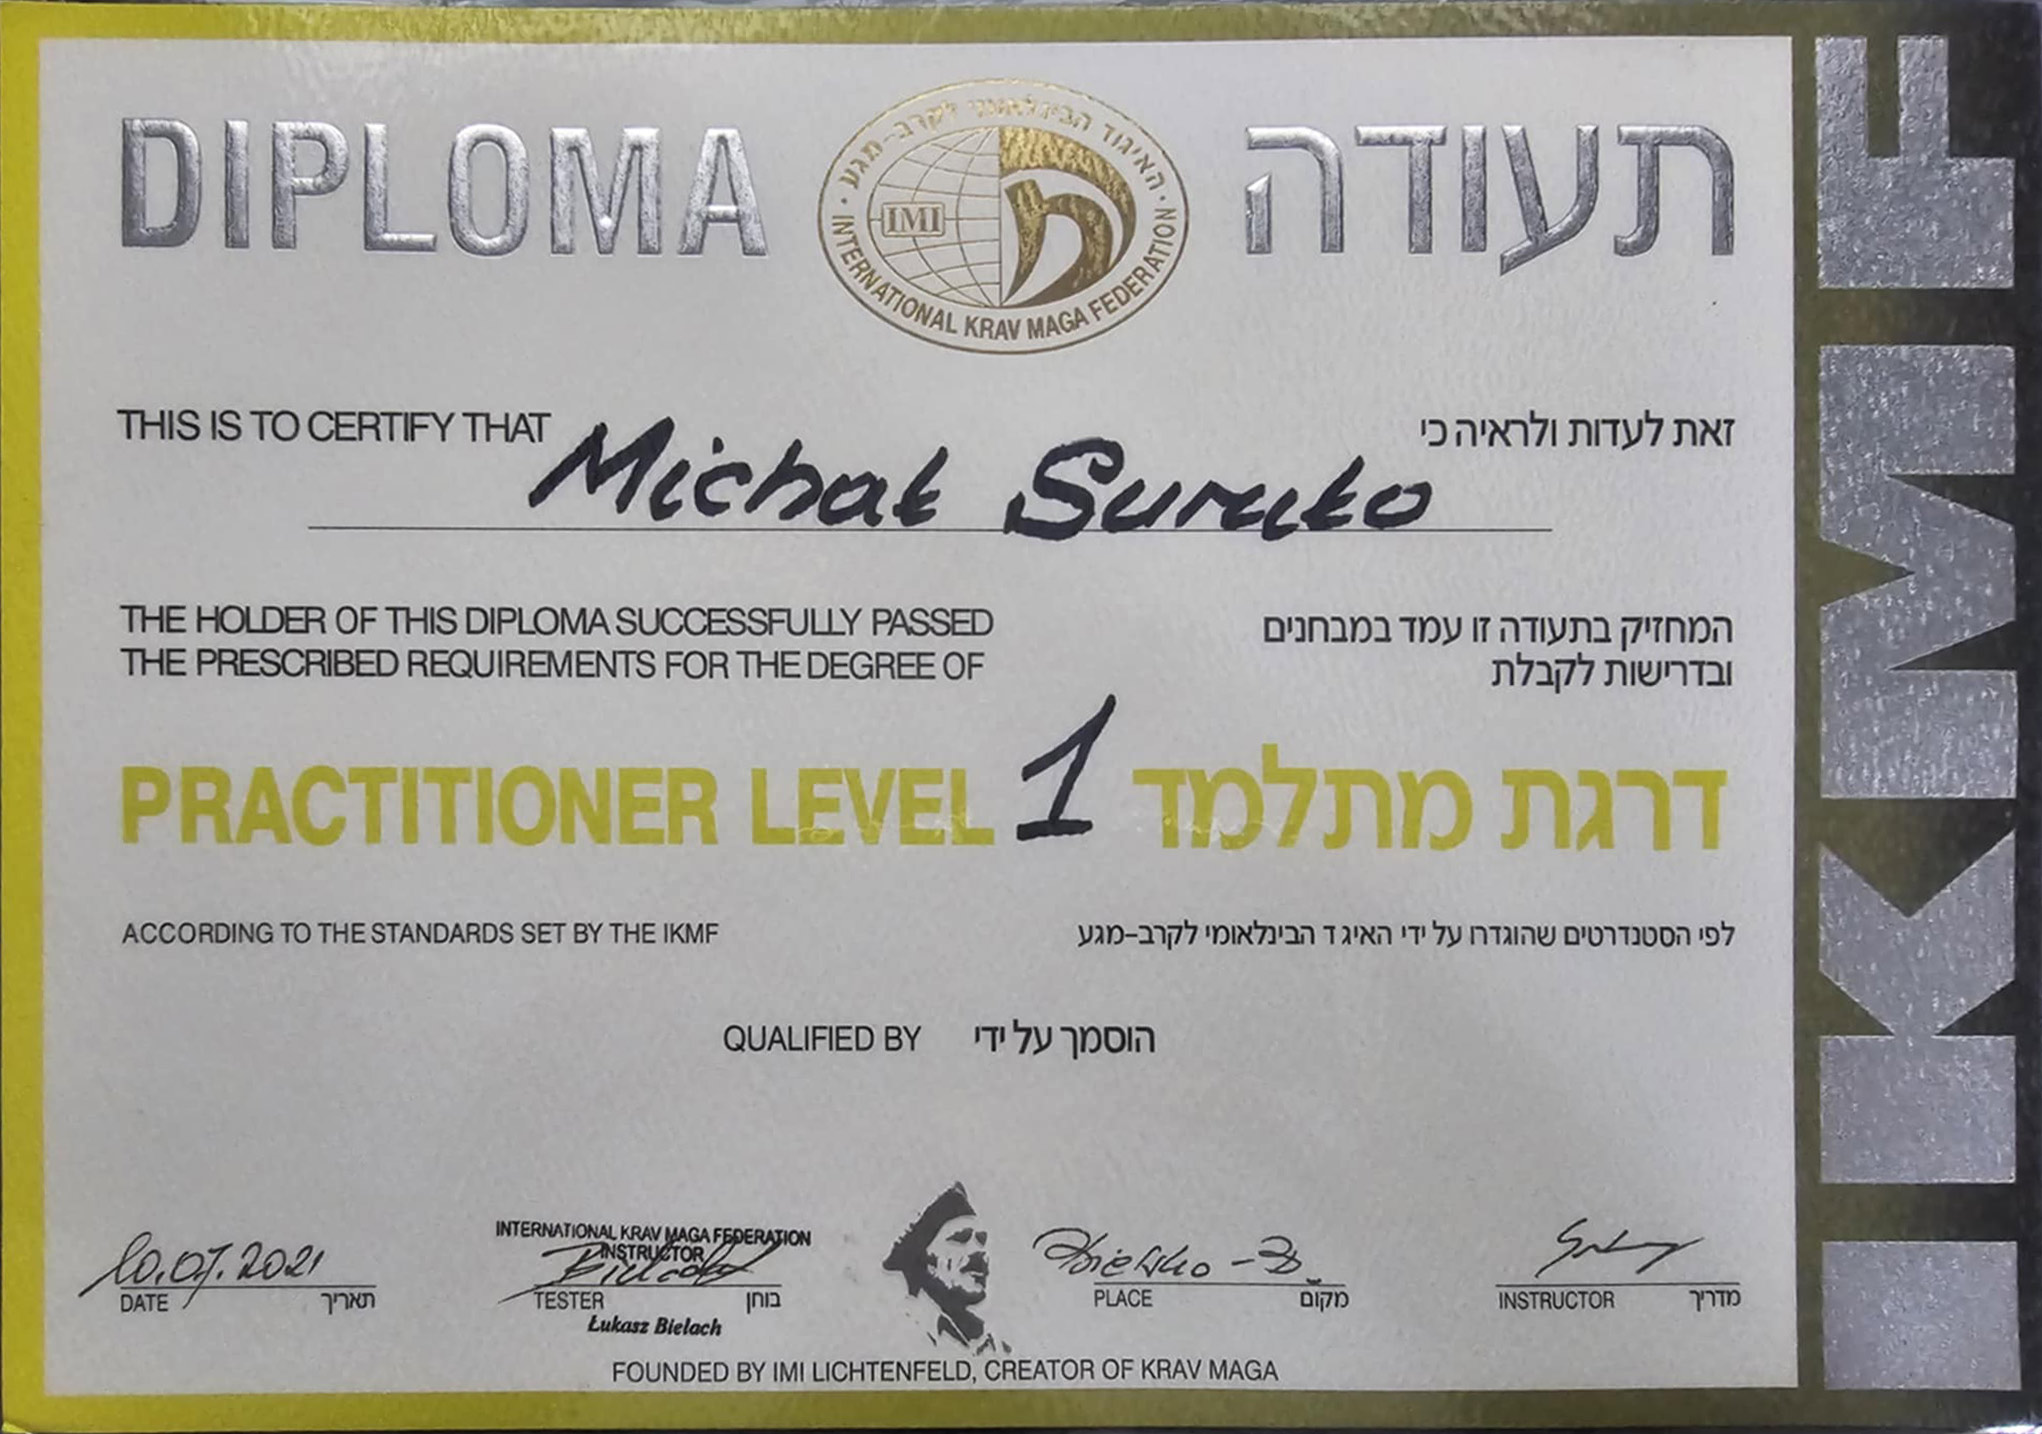 DIPLOMA תעודה
האיגוד הבינלאומי לקרב-מגע
IMI
INTERNATIONAL KRAV MAGA FEDERATION
THIS IS TO CERTIFY THAT זאת לעדות ולראיה כי
Michał
THE HOLDER OF THIS DIPLOMA SUCCESSFULLY PASSED
THE PRESCRIBED REQUIREMENTS FOR THE DEGREE OF
המחזיק בתעודה זו עמד במבחנים
ובדרישות לקבלת
PRACTITIONER LEVEL 1 דרגת מתלמד
ACCORDING TO THE STANDARDS SET BY THE IKMF
לפי הסטנדרטים שהוגדרו על ידי האיג ד הבינלאומי לקרב-מגע
QUALIFIED BY הוסמך על ידי
10.07.2021
DATE תאריך
INTERNATIONAL KRAV MAGA FEDERATION
INSTRUCTOR
TESTER בוחן
Łukasz Bielach
Bielsko-B.
PLACE מקום
INSTRUCTOR מדריך
FOUNDED BY IMI LICHTENFELD, CREATOR OF KRAV MAGA
IKMF